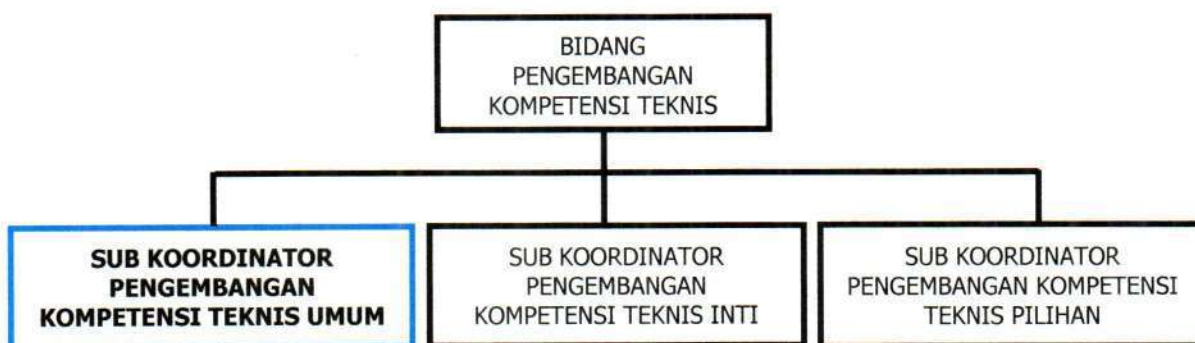 BIDANG
PENGEMBANGAN
KOMPETENSI TEKNIS
SUB KOORDINATOR
PENGEMBANGAN
KOMPETENSI TEKNIS UMUM
SUB KOORDINATOR
PENGEMBANGAN
KOMPETENSI TEKNIS INTI
SUB KOORDINATOR
PENGEMBANGAN KOMPETENSI
TEKNIS PILIHAN